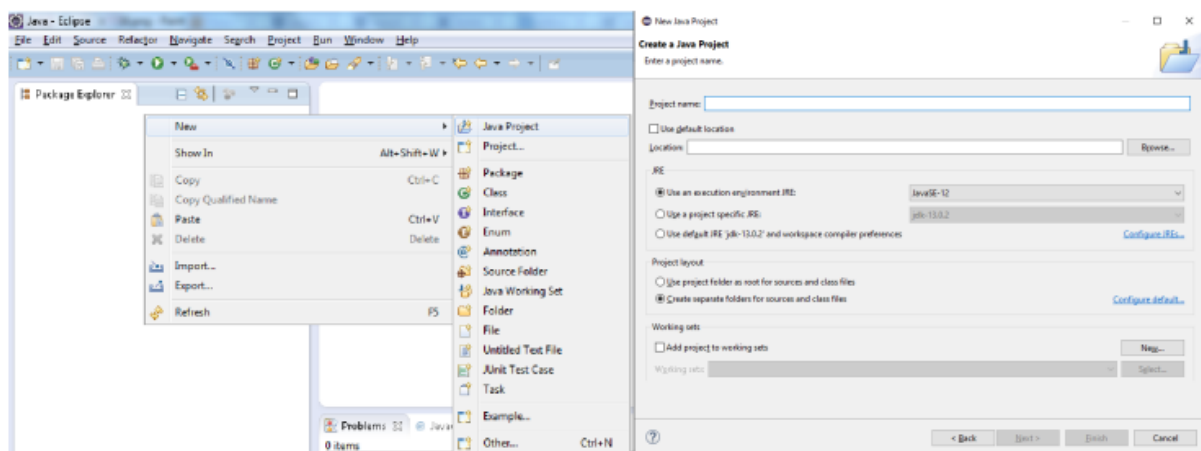 Java - Eclipse
File Edit Source Refactor Navigate Search Project Run Window Help
Package Explorer
New
Show In Alt+Shift+W
Copy Ctrl+C
Copy Qualified Name
Paste Ctrl+V
Delete Delete
Import...
Export...
Refresh F5
Java Project
Project...
Package
Class
Interface
Enum
Annotation
Source Folder
Java Working Set
Folder
File
Untitled Text File
JUnit Test Case
Task
Example...
Other... Ctrl+N
Problems Java
0 items
New Java Project
Create a Java Project
Enter a project name.
Project name:
Use default location
Location: Browse...
JRE
Use an execution environment JRE: JavaSE-12
Use a project specific JRE: jdk-13.0.2
Use default JRE 'jdk-13.0.2' and workspace compiler preferences Configure JREs...
Project layout
Use project folder as root for sources and class files
Create separate folders for sources and class files Configure default...
Working sets
Add project to working sets New...
Working sets: Select...
< Back Next > Finish Cancel